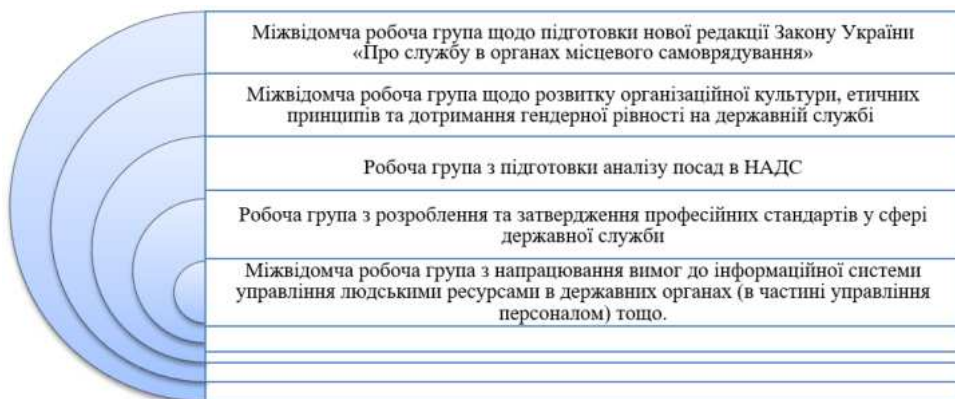 Міжвідомча робоча група щодо підготовки нової редакції Закону України
«Про службу в органах місцевого самоврядування»
Міжвідомча робоча група щодо розвитку організаційної культури, етичних
принципів та дотримання гендерної рівності на державній службі
Робоча група з підготовки аналізу посад в НАДС
Робоча група з розроблення та затвердження професійних стандартів у сфері
державної служби
Міжвідомча робоча група з напрацювання вимог до інформаційної системи
управління людськими ресурсами в державних органах (в частині управління
персоналом) тощо.